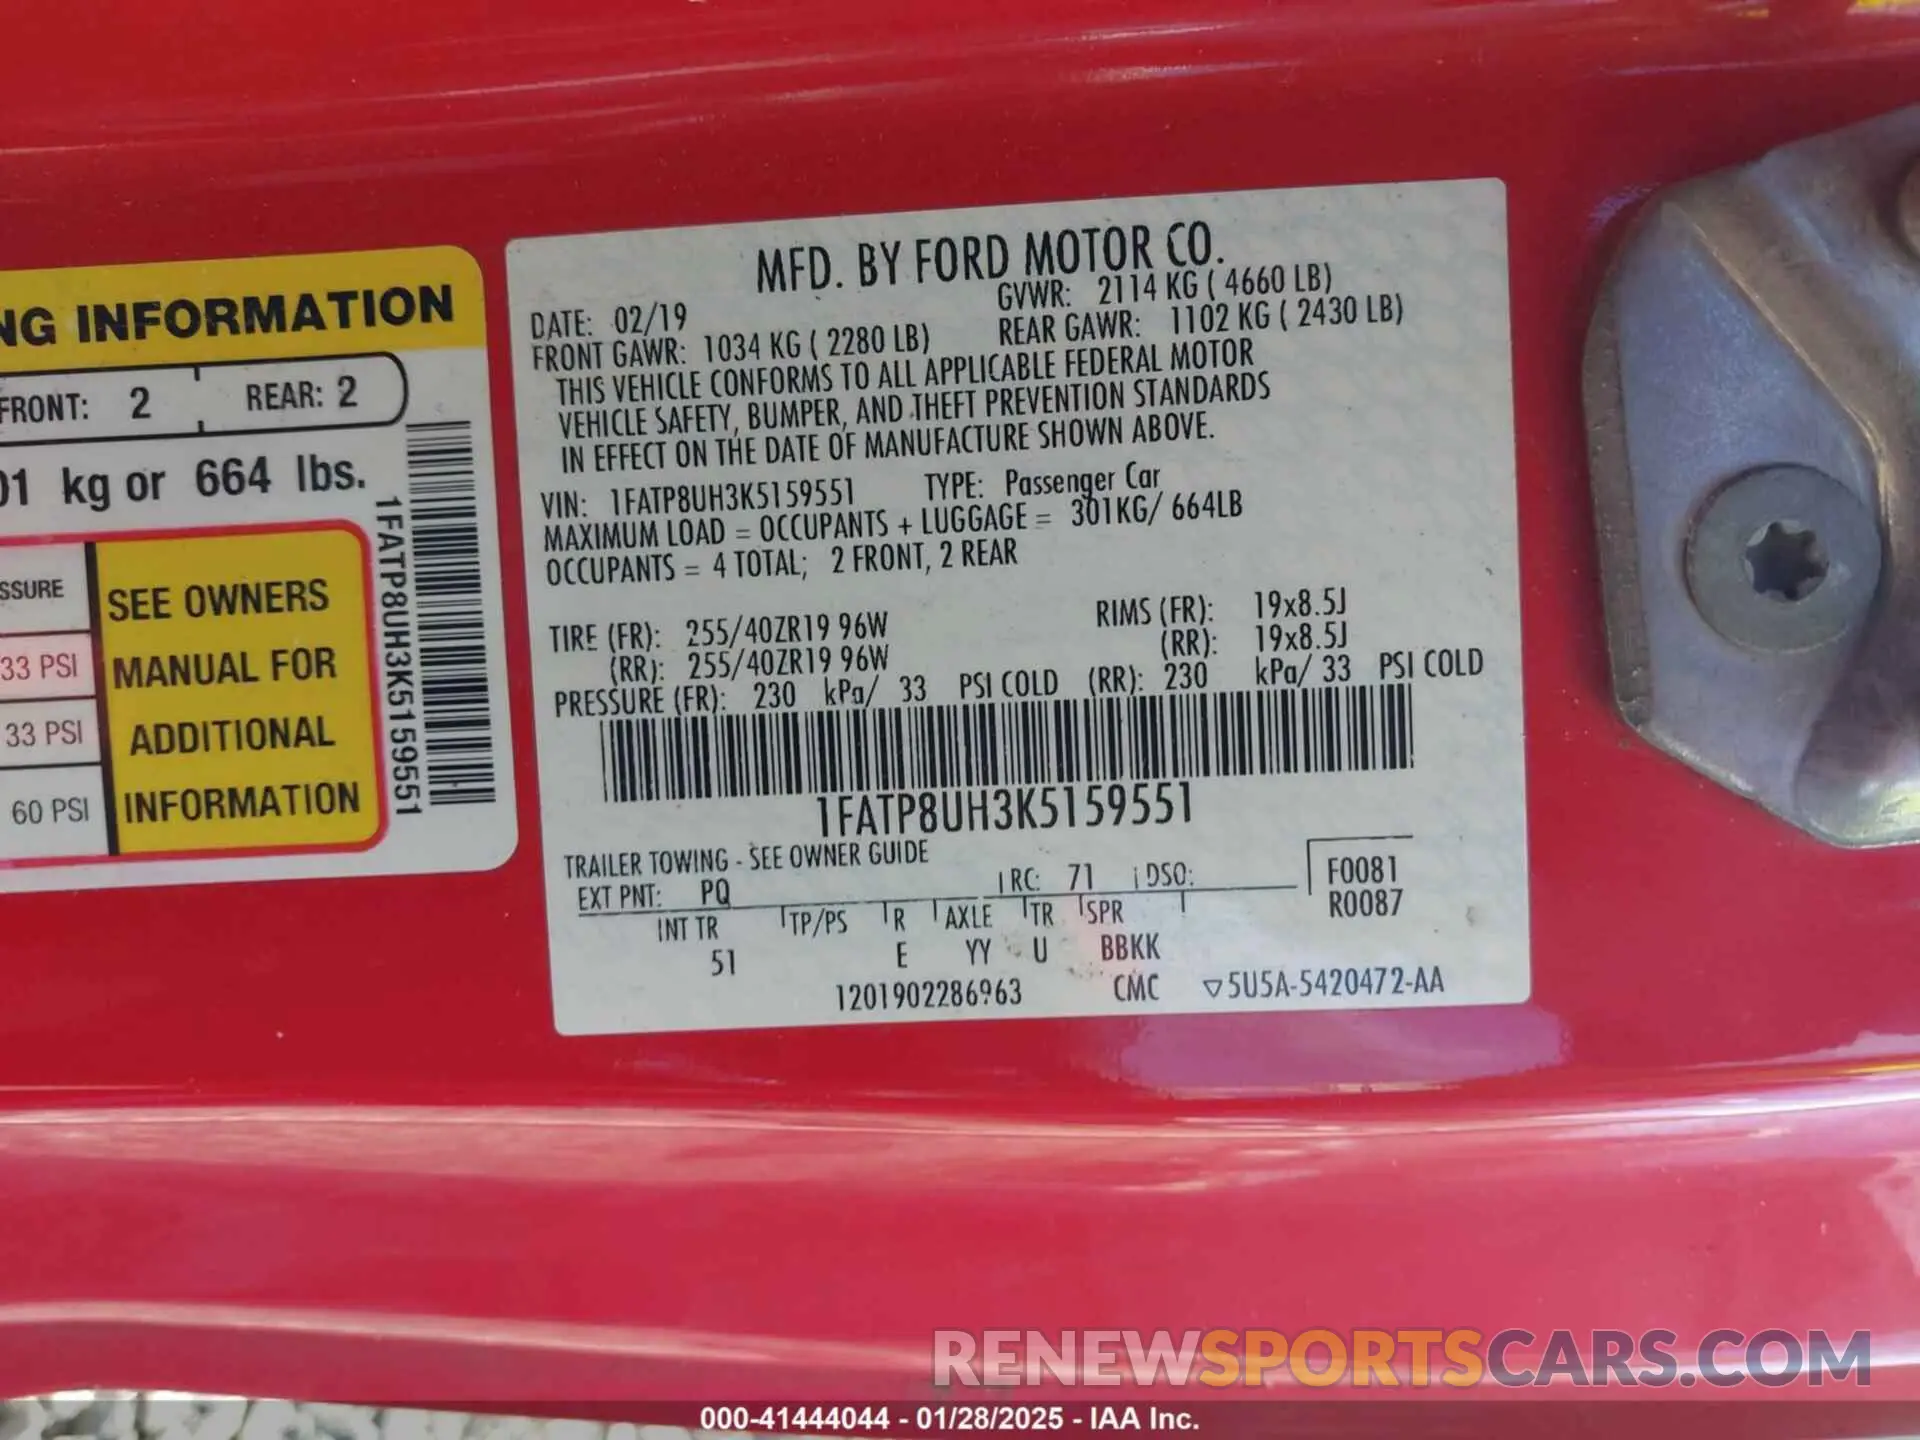 NG INFORMATION
FRONT: 2 REAR: 2
01 kg or 664 lbs.
SSURE
33 PSI
33 PSI
60 PSI
SEE OWNERS
MANUAL FOR
ADDITIONAL
INFORMATION
1FATP8UH3K5159551
MFD. BY FORD MOTOR CO.
DATE: 02/19 GVWR: 2114 KG ( 4660 LB)
FRONT GAWR: 1034 KG ( 2280 LB) REAR GAWR: 1102 KG ( 2430 LB)
THIS VEHICLE CONFORMS TO ALL APPLICABLE FEDERAL MOTOR
VEHICLE SAFETY, BUMPER, AND THEFT PREVENTION STANDARDS
IN EFFECT ON THE DATE OF MANUFACTURE SHOWN ABOVE.
VIN: 1FATP8UH3K5159551 TYPE: Passenger Car
MAXIMUM LOAD = OCCUPANTS + LUGGAGE = 301KG/ 664LB
OCCUPANTS = 4 TOTAL; 2 FRONT, 2 REAR
TIRE (FR): 255/40ZR19 96W RIMS (FR): 19x8.5J
(RR): 255/40ZR19 96W (RR): 19x8.5J
PRESSURE (FR): 230 kPa/ 33 PSI COLD (RR): 230 kPa/ 33 PSI COLD
1FATP8UH3K5159551
TRAILER TOWING - SEE OWNER GUIDE
EXT PNT: PQ RC: 71 DSO: F0081
R0087
INT TR TP/PS R AXLE TR SPR
51 E YY U BBKK
1201902286963 CMC ▽5U5A-5420472-AA
RENEWSPORTSCARS.COM
000-41444044 - 01/28/2025 - IAA Inc.